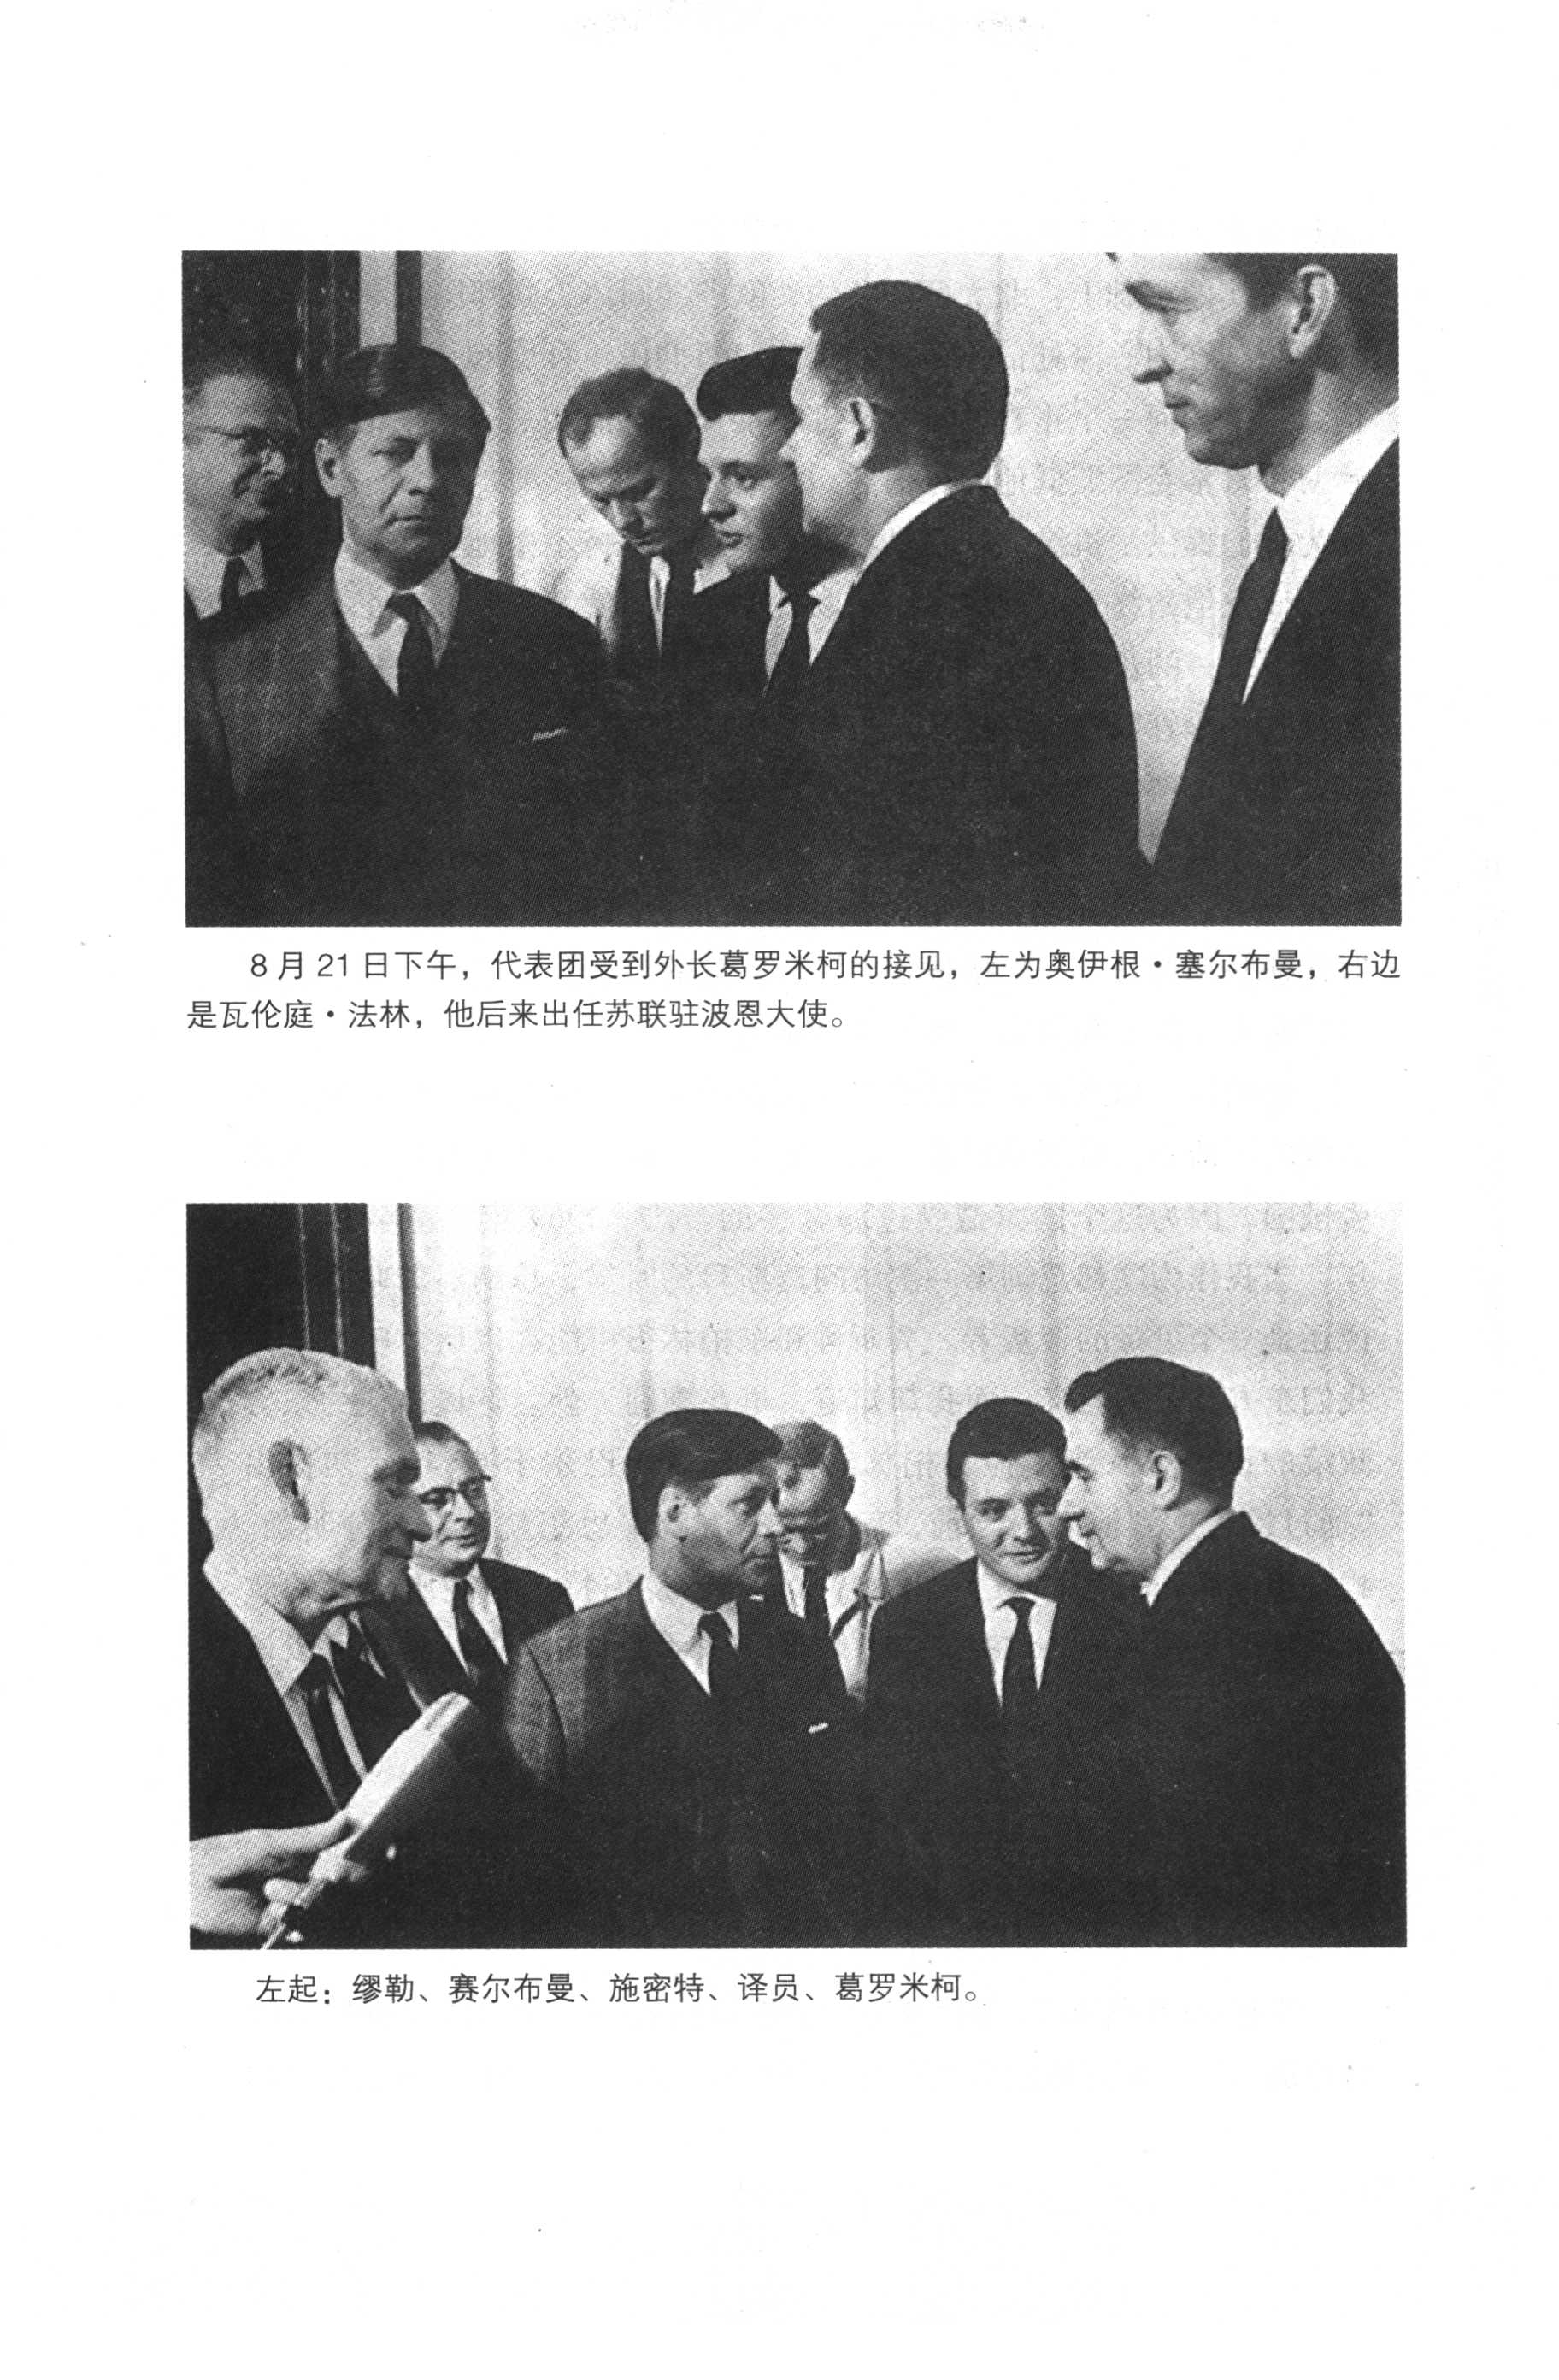 8月21日下午，代表团受到外长葛罗米柯的接见，左为奥伊根·塞尔布曼，右边
是瓦伦庭·法林，他后来出任苏联驻波恩大使。
左起：缪勒、赛尔布曼、施密特、译员、葛罗米柯。